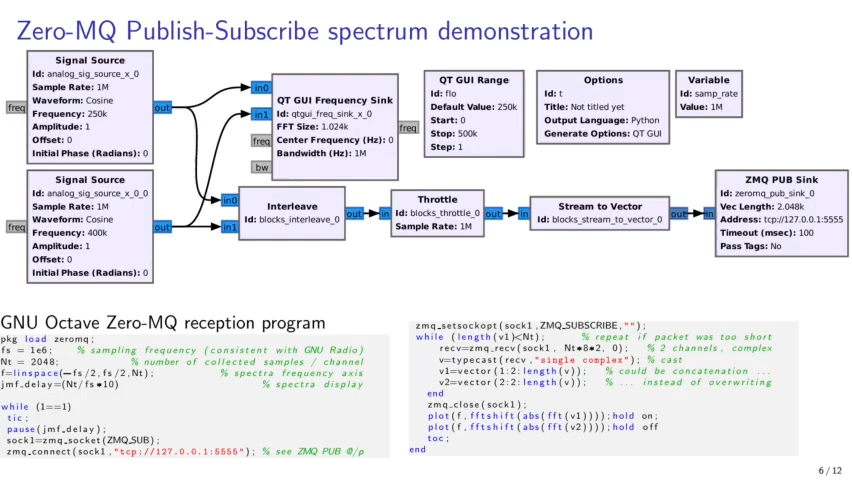 Zero-MQ Publish-Subscribe spectrum demonstration
Signal Source
Id: analog_sig_source_x_0
Sample Rate: 1M
Waveform: Cosine
Frequency: 250k
Amplitude: 1
Offset: 0
Initial Phase (Radians): 0
freq
out
Signal Source
Id: analog_sig_source_x_0_0
Sample Rate: 1M
Waveform: Cosine
Frequency: 400k
Amplitude: 1
Offset: 0
Initial Phase (Radians): 0
freq
out
in0
in1
freq
bw
QT GUI Frequency Sink
Id: qtgui_freq_sink_x_0
FFT Size: 1.024k
Center Frequency (Hz): 0
Bandwidth (Hz): 1M
freq
QT GUI Range
Id: flo
Default Value: 250k
Start: 0
Stop: 500k
Step: 1
Options
Id: t
Title: Not titled yet
Output Language: Python
Generate Options: QT GUI
Variable
Id: samp_rate
Value: 1M
in0
in1
Interleave
Id: blocks_interleave_0
out
in
Throttle
Id: blocks_throttle_0
Sample Rate: 1M
out
in
Stream to Vector
Id: blocks_stream_to_vector_0
out
in
ZMQ PUB Sink
Id: zeromq_pub_sink_0
Vec Length: 2.048k
Address: tcp://127.0.0.1:5555
Timeout (msec): 100
Pass Tags: No
GNU Octave Zero-MQ reception program
pkg load zeromq;
fs = 1e6; % sampling frequency (consistent with GNU Radio)
Nt = 2048; % number of collected samples / channel
f=linspace(-fs/2,fs/2,Nt); % spectra frequency axis
jmf_delay=(Nt/fs*10) % spectra display
while (1==1)
tic;
pause(jmf_delay);
sock1=zmq_socket(ZMQ_SUB);
zmq_connect(sock1,"tcp://127.0.0.1:5555"); % see ZMQ PUB @/p
zmq_setsockopt(sock1,ZMQ_SUBSCRIBE,"");
while (length(v1)<Nt); % repeat if packet was too short
recv=zmq_recv(sock1, Nt*8*2, 0); % 2 channels, complex
v=typecast(recv,"single complex"); % cast
v1=vector(1:2:length(v)); % could be concatenation ...
v2=vector(2:2:length(v)); % ... instead of overwriting
end
zmq_close(sock1);
plot(f,fftshift(abs(fft(v1))));hold on;
plot(f,fftshift(abs(fft(v2))));hold off
toc;
end
6 / 12